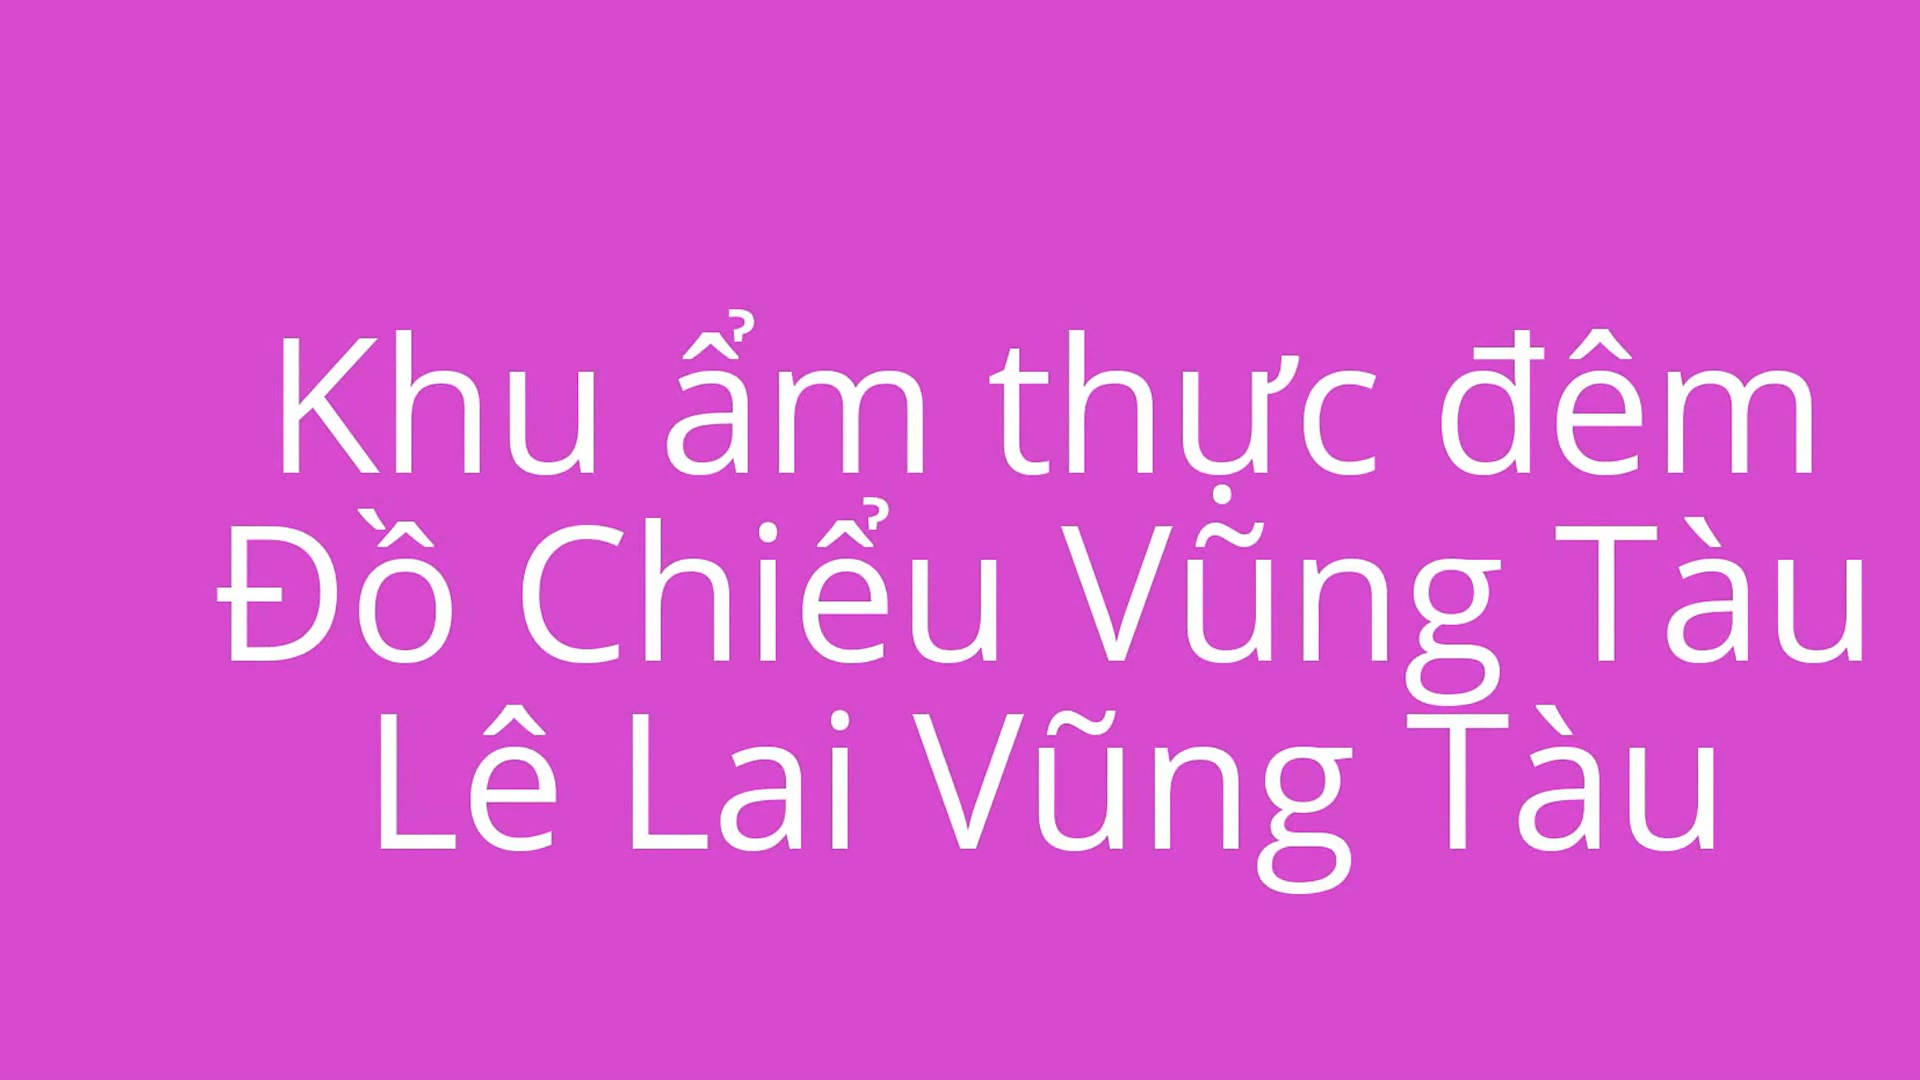 Khu ẩm thực đêm
Đồ Chiểu Vũng Tàu
Lê Lai Vũng Tàu